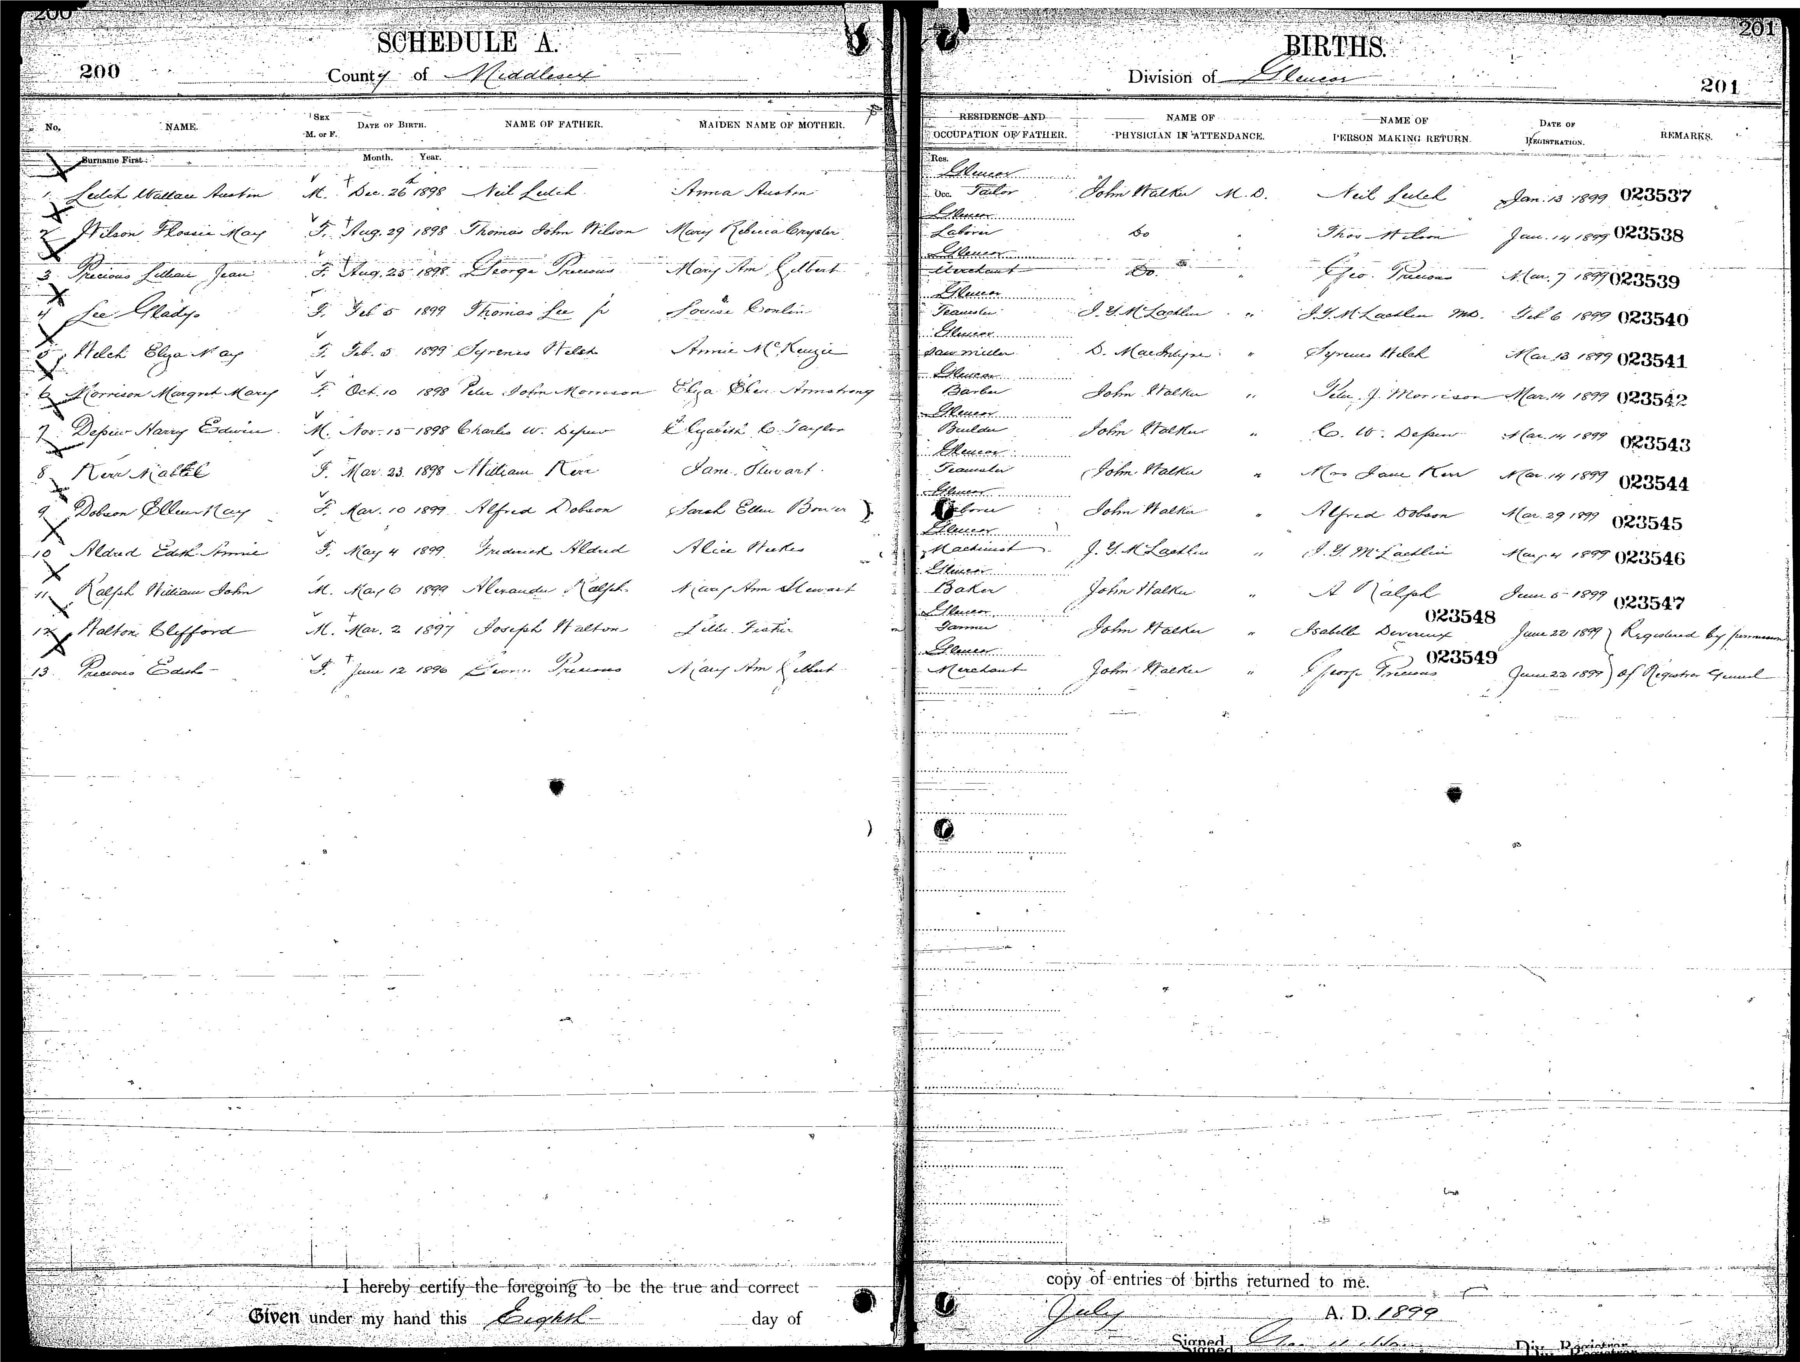 200
SCHEDULE A.
200
County of Middlesex
No. NAME. Sex M. or F. DATE OF BIRTH. NAME OF FATHER. MAIDEN NAME OF MOTHER.
Surname First. Month. Year.
1 Leitch Wallace Austin M. Dec. 26th 1898 Neil Leitch Anna Austin
2 Wilson Flossie May F. Aug. 29 1898 Thomas John Wilson Mary Rebecca Crysler
3 Precious Lillian Jean F. Aug. 25 1898 George Precious Mary Am Gilbert
4 Lee Gladys F. Feb 5 1899 Thomas Lee jr Louise Conlin
5 Welch Eliza May F. Feb. 5 1899 Syrenes Welch Annie McKenzie
6 Morrison Margret Mary F. Oct. 10 1898 Peter John Morrison Eliza Ellen Armstrong
7 Depew Harry Edwin M. Nov. 15 1898 Charles W. Depew Elizabeth C. Taylor
8 Kerr Mabel F. Mar. 23 1898 William Kerr Jane Stewart
9 Dobson Ellen May F. Mar. 10 1899 Alfred Dobson Sarah Ellen
10 Aldred Edith Annie F. May 4 1899 Frederick Aldred Alice Weekes
11 Ralph William John M. May 6 1899 Alexander Ralph Mary Ann Stewart
12 Walton Clifford M. Mar. 2 1897 Joseph Walton Lillie Fisher
13 Precious Edith F. June 12 1896 George Precious Mary Am Gilbert
I hereby certify the foregoing to be the true and correct
Given under my hand this Eighth day of
201
BIRTHS.
Division of Glencoe
201
RESIDENCE AND OCCUPATION OF FATHER. NAME OF PHYSICIAN IN ATTENDANCE. NAME OF PERSON MAKING RETURN. DATE OF REGISTRATION. REMARKS.
Res. Glencoe
Occ. Tailor John Walker M.D. Neil Leitch Jan. 13 1899 023537
Glencoe
Laborer Do " Thos Wilson Jan. 14 1899 023538
Glencoe
Merchant Do. " Geo. Precious Mar. 7 1899 023539
Glencoe
Teamster J.Y. McLachlin " J.Y. McLachlin M.D. Feb 6 1899 023540
Glencoe
Saw miller D. MacIntyre " Syrenes Welch Mar 13 1899 023541
Glencoe
Barber John Walker " Peter J. Morrison Mar. 14 1899 023542
Glencoe
Builder John Walker " C. W. Depew Mar. 14 1899 023543
Glencoe
Teamster John Walker " Mrs Jane Kerr Mar. 14 1899 023544
Glencoe
Laborer John Walker " Alfred Dobson Mar. 29 1899 023545
Glencoe
Machinist J.Y. McLachlin " J.Y. McLachlin May 4 1899 023546
Glencoe
Baker John Walker " A Ralph June 5 1899 023547
Glencoe 023548
Farmer John Walker " Isabella Devereux June 22 1899 } Registered by permission
Glencoe 023549
Merchant John Walker " George Precious June 22 1899 } of Registrar General
copy of entries of births returned to me.
July A. D. 1899
Signed Div. Registrar